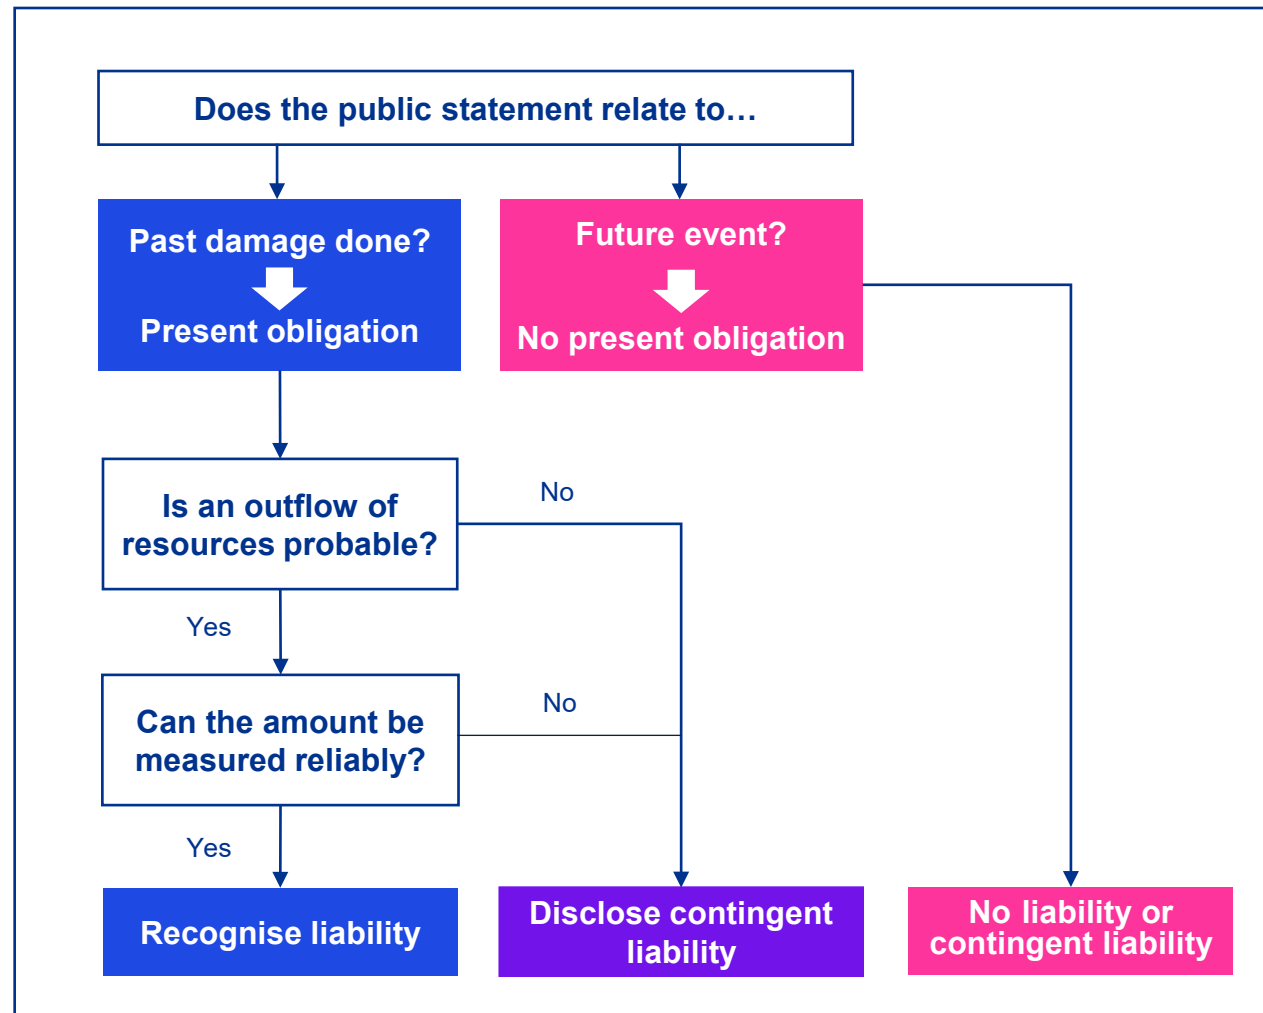 Does the public statement relate to…
Past damage done?
Present obligation
Future event?
No present obligation
Is an outflow of
resources probable?
No
Yes
Can the amount be
measured reliably?
No
Yes
Recognise liability
Disclose contingent
liability
No liability or
contingent liability